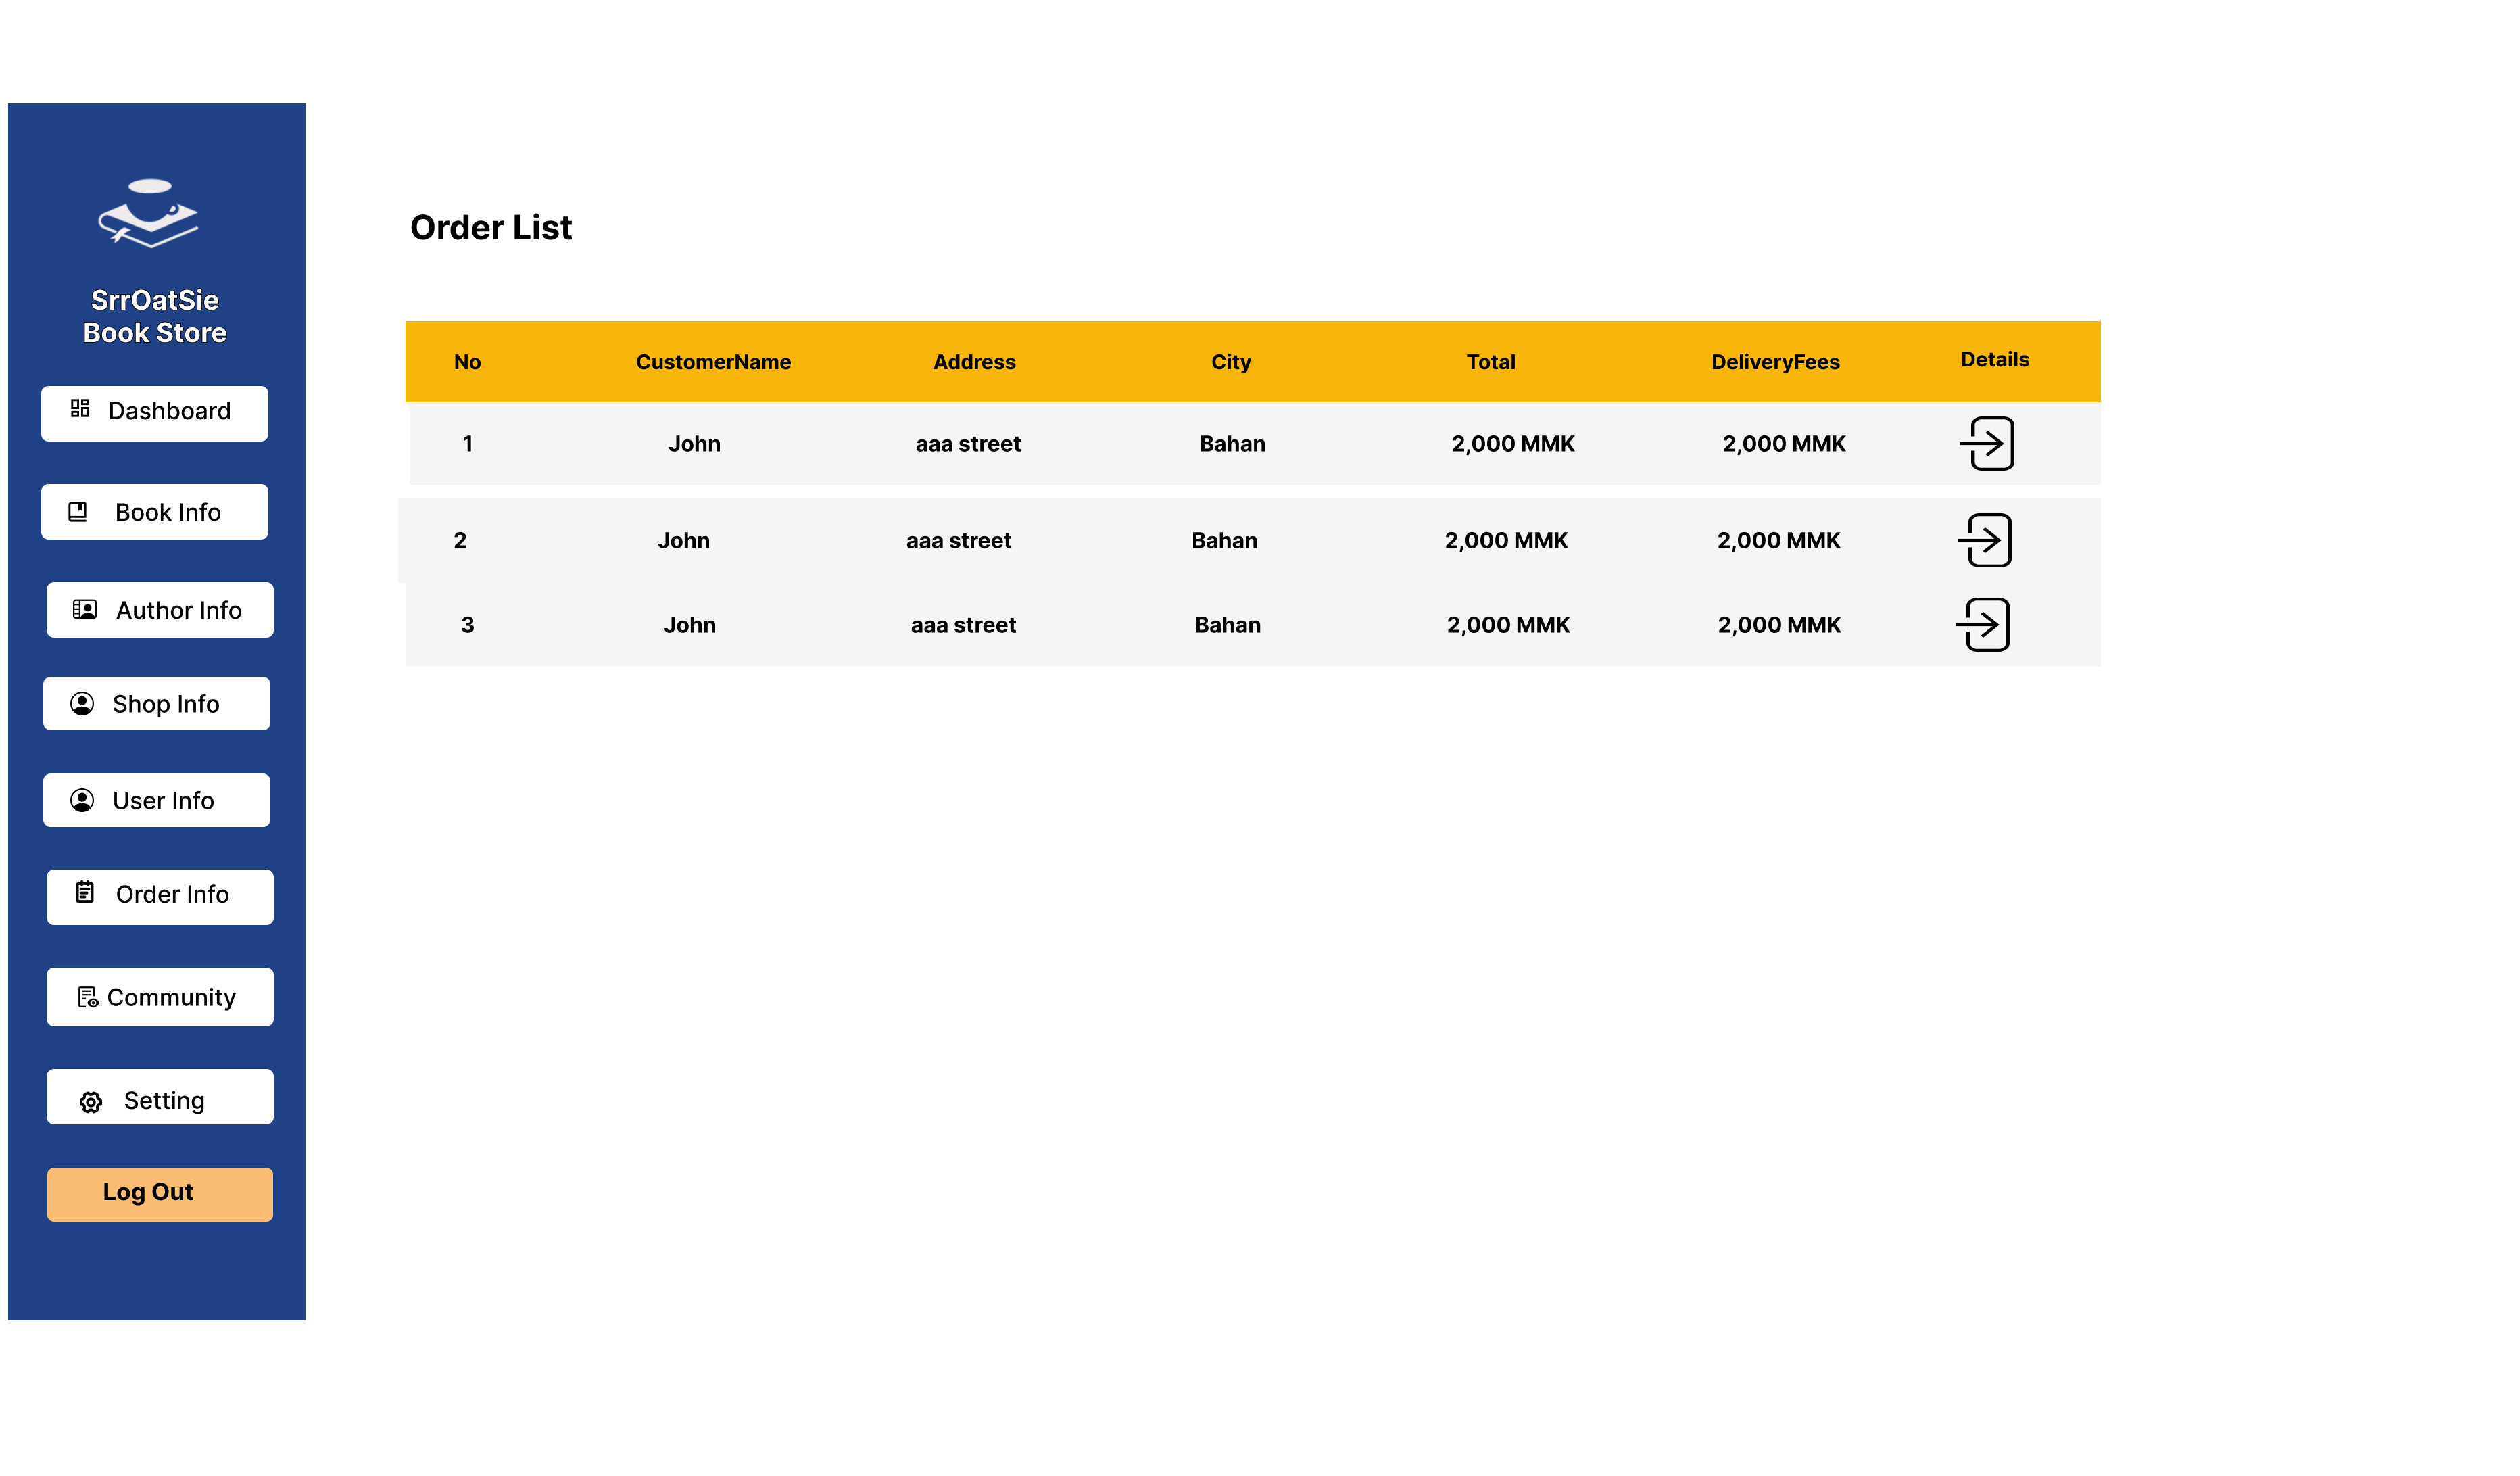 SrrOatSie
Book Store
Dashboard
Book Info
Author Info
Shop Info
User Info
Order Info
Community
Setting
Log Out
Order List
No CustomerName Address City Total DeliveryFees Details
1 John aaa street Bahan 2,000 MMK 2,000 MMK
2 John aaa street Bahan 2,000 MMK 2,000 MMK
3 John aaa street Bahan 2,000 MMK 2,000 MMK